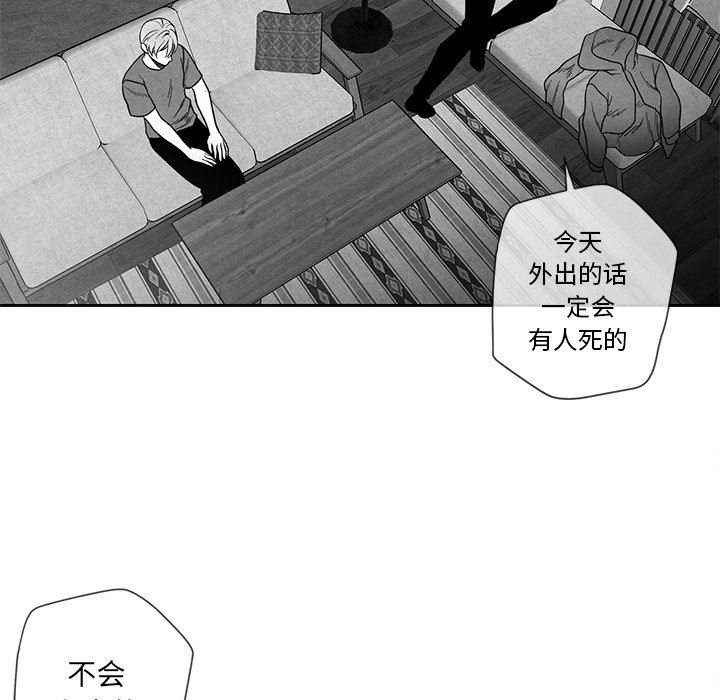 今天
外出的话
一定会
有人死的
不会